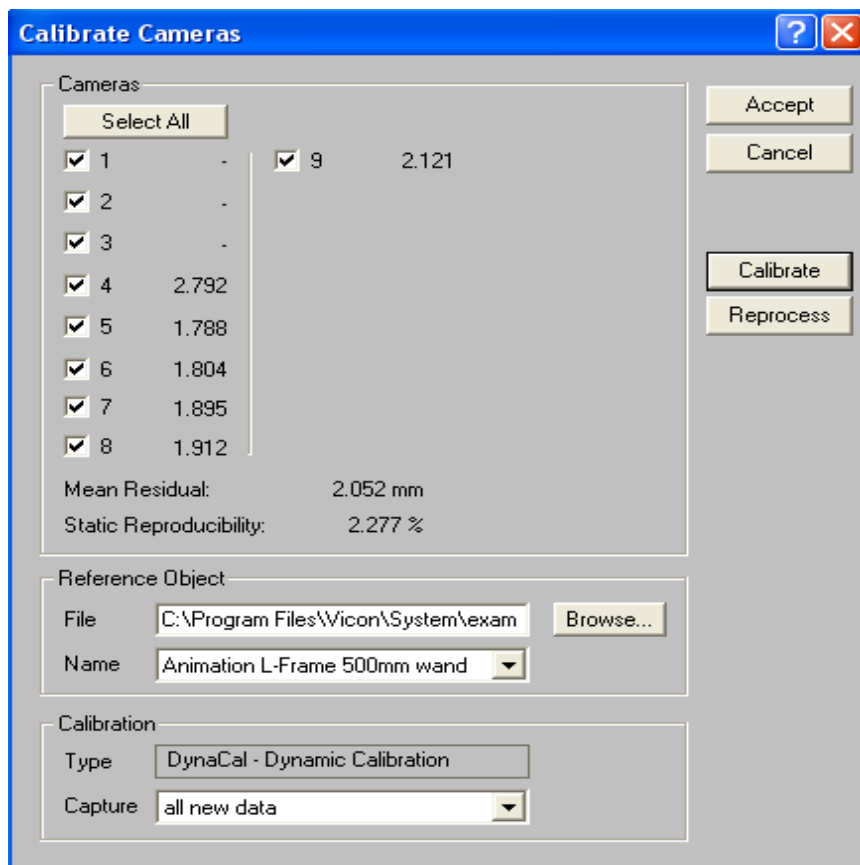 Calibrate Cameras
Cameras
Select All
1 -
2 -
3 -
4 2.792
5 1.788
6 1.804
7 1.895
8 1.912
9 2.121
Mean Residual: 2.052 mm
Static Reproducibility: 2.277 %
Accept
Cancel
Calibrate
Reprocess
Reference Object
File C:\Program Files\Vicon\System\exam Browse...
Name Animation L-Frame 500mm wand
Calibration
Type DynaCal - Dynamic Calibration
Capture all new data